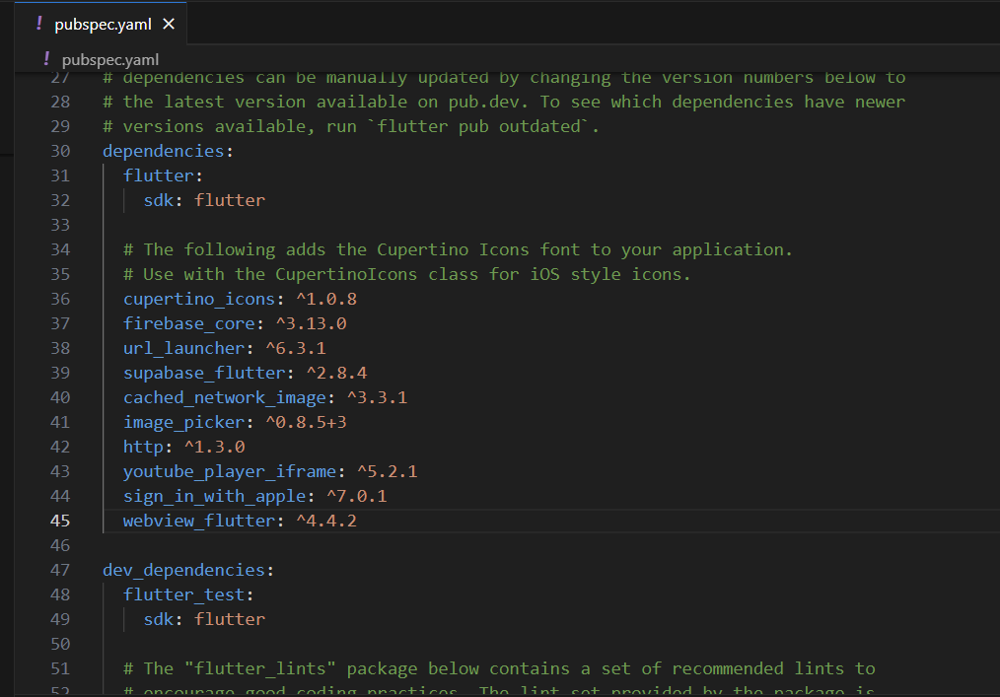 ! pubspec.yaml ×
! pubspec.yaml
27 # dependencies can be manually updated by changing the version numbers below to
28 # the latest version available on pub.dev. To see which dependencies have newer
29 # versions available, run `flutter pub outdated`.
30 dependencies:
31   flutter:
32     sdk: flutter
33
34   # The following adds the Cupertino Icons font to your application.
35   # Use with the CupertinoIcons class for iOS style icons.
36   cupertino_icons: ^1.0.8
37   firebase_core: ^3.13.0
38   url_launcher: ^6.3.1
39   supabase_flutter: ^2.8.4
40   cached_network_image: ^3.3.1
41   image_picker: ^0.8.5+3
42   http: ^1.3.0
43   youtube_player_iframe: ^5.2.1
44   sign_in_with_apple: ^7.0.1
45   webview_flutter: ^4.4.2
46
47 dev_dependencies:
48   flutter_test:
49     sdk: flutter
50
51   # The "flutter_lints" package below contains a set of recommended lints to
52   # encourage good coding practices. The lint set provided by the package is